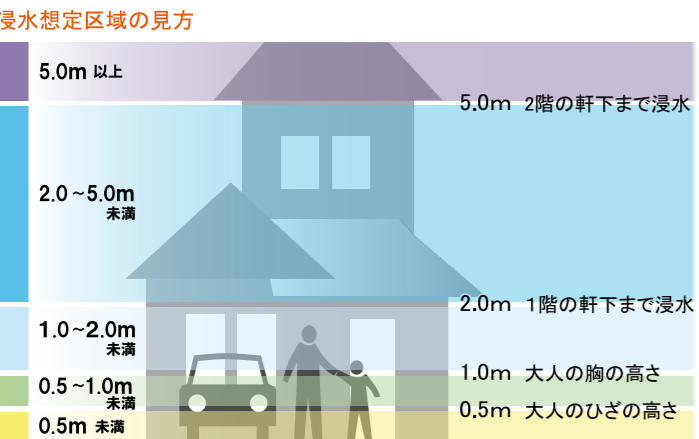 浸水想定区域の見方
5.0m 以上
5.0m 2階の軒下まで浸水
2.0~5.0m
未満
2.0m 1階の軒下まで浸水
1.0~2.0m
未満
1.0m 大人の胸の高さ
0.5~1.0m
未満
0.5m 大人のひざの高さ
0.5m 未満